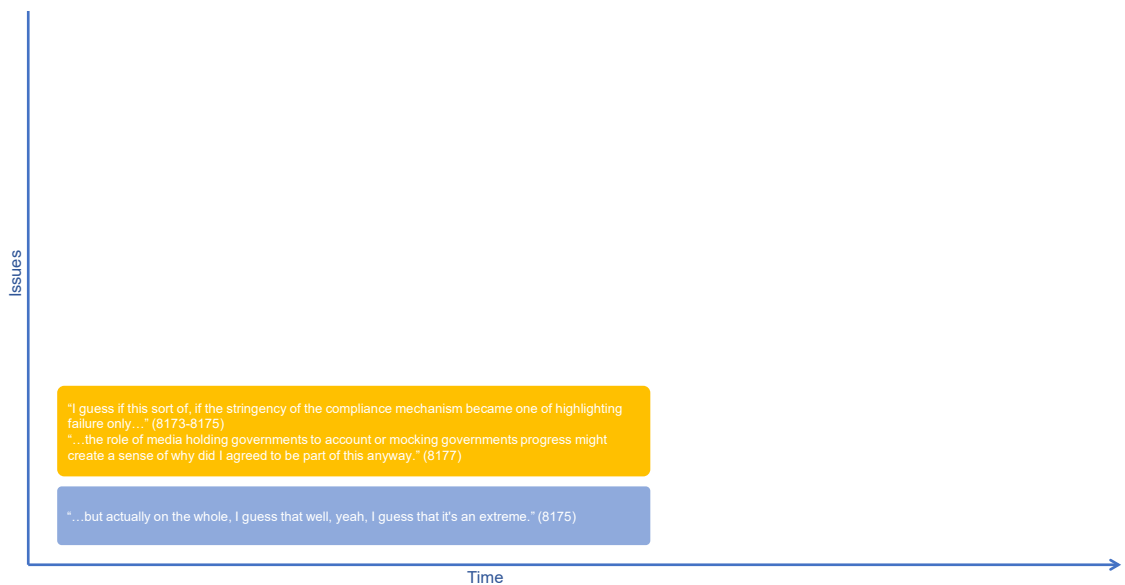 Issues
“I guess if this sort of, if the stringency of the compliance mechanism became one of highlighting
failure only…” (8173-8175)
“…the role of media holding governments to account or mocking governments progress might
create a sense of why did I agreed to be part of this anyway.” (8177)
“…but actually on the whole, I guess that well, yeah, I guess that it's an extreme.” (8175)
Time